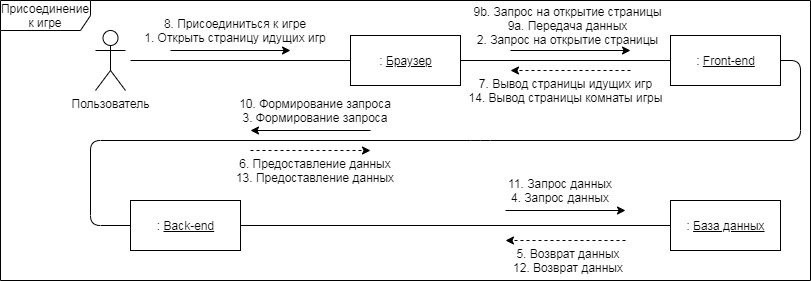 Присоединение
к игре
8. Присоединиться к игре
1. Открыть страницу идущих игр
9b. Запрос на открытие страницы
9a. Передача данных
2. Запрос на открытие страницы
: Браузер
: Front-end
Пользователь
7. Вывод страницы идущих игр
14. Вывод страницы комнаты игры
10. Формирование запроса
3. Формирование запроса
6. Предоставление данных
13. Предоставление данных
11. Запрос данных
4. Запрос данных
: Back-end
: База данных
5. Возврат данных
12. Возврат данных